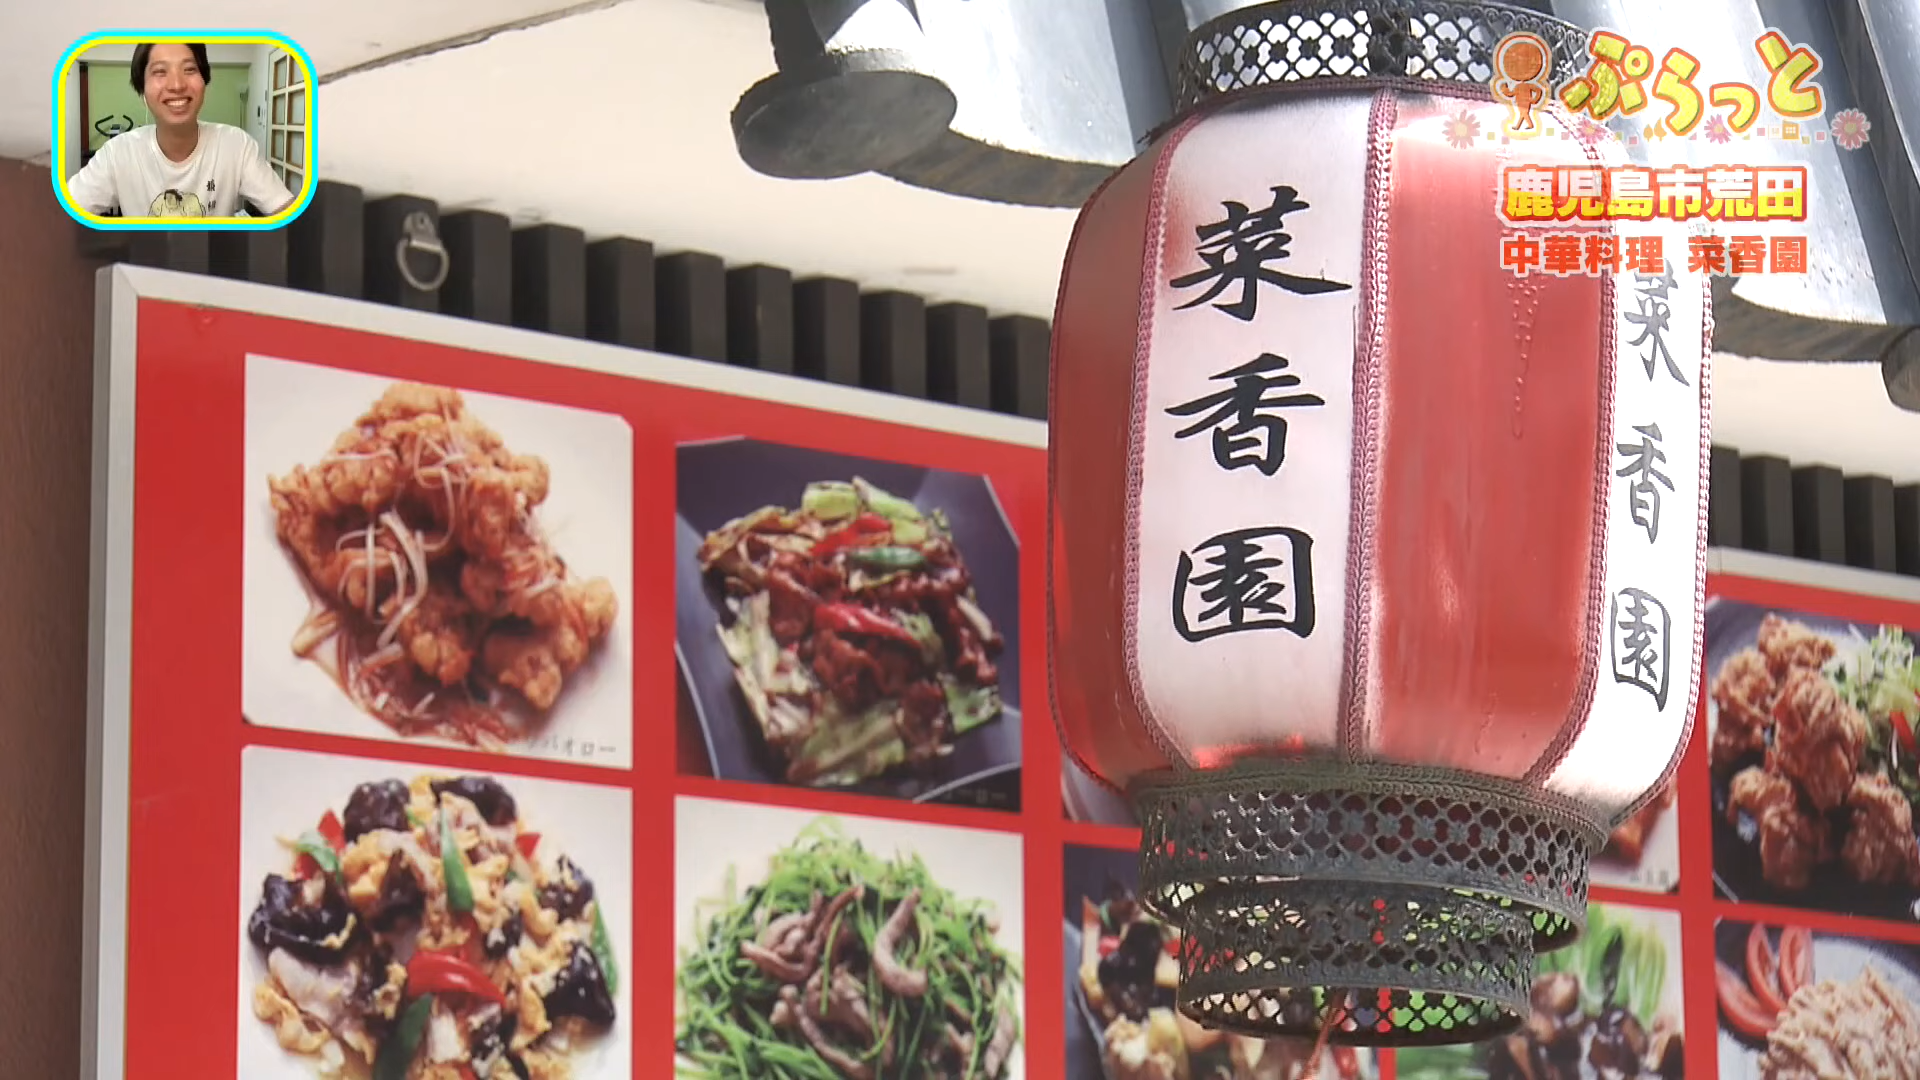 ぷらっと
鹿児島市荒田
中華料理 菜香園
菜香園
菜香園